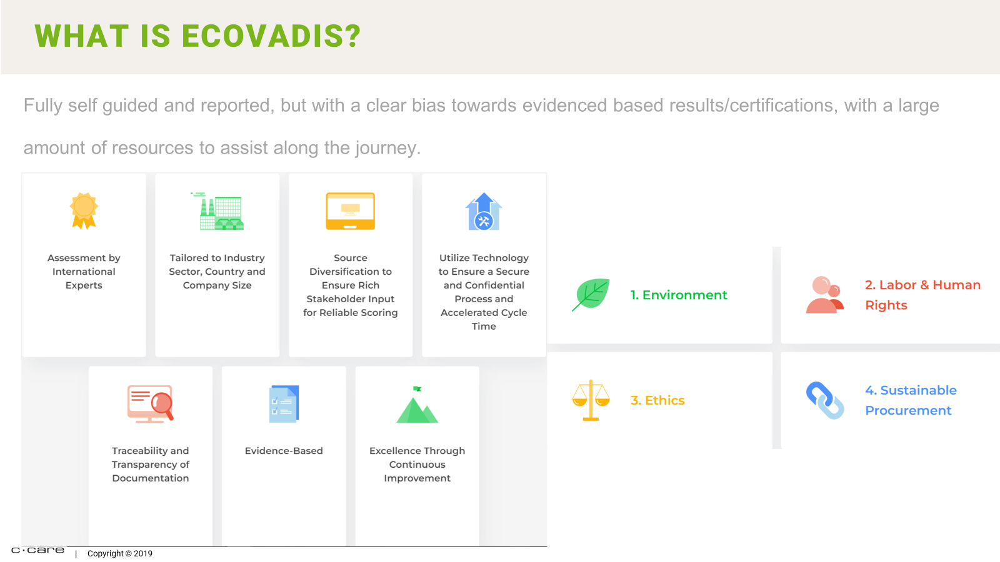 WHAT IS ECOVADIS?
Fully self guided and reported, but with a clear bias towards evidenced based results/certifications, with a large
amount of resources to assist along the journey.
Assessment by
International
Experts
Tailored to Industry
Sector, Country and
Company Size
Source
Diversification to
Ensure Rich
Stakeholder Input
for Reliable Scoring
Utilize Technology
to Ensure a Secure
and Confidential
Process and
Accelerated Cycle
Time
Traceability and
Transparency of
Documentation
Evidence-Based
Excellence Through
Continuous
Improvement
1. Environment
2. Labor & Human
Rights
3. Ethics
4. Sustainable
Procurement
c·care | Copyright © 2019